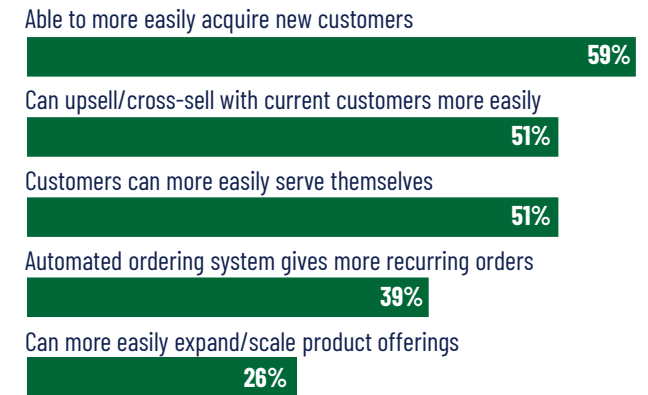 Able to more easily acquire new customers
59%
Can upsell/cross-sell with current customers more easily
51%
Customers can more easily serve themselves
51%
Automated ordering system gives more recurring orders
39%
Can more easily expand/scale product offerings
26%